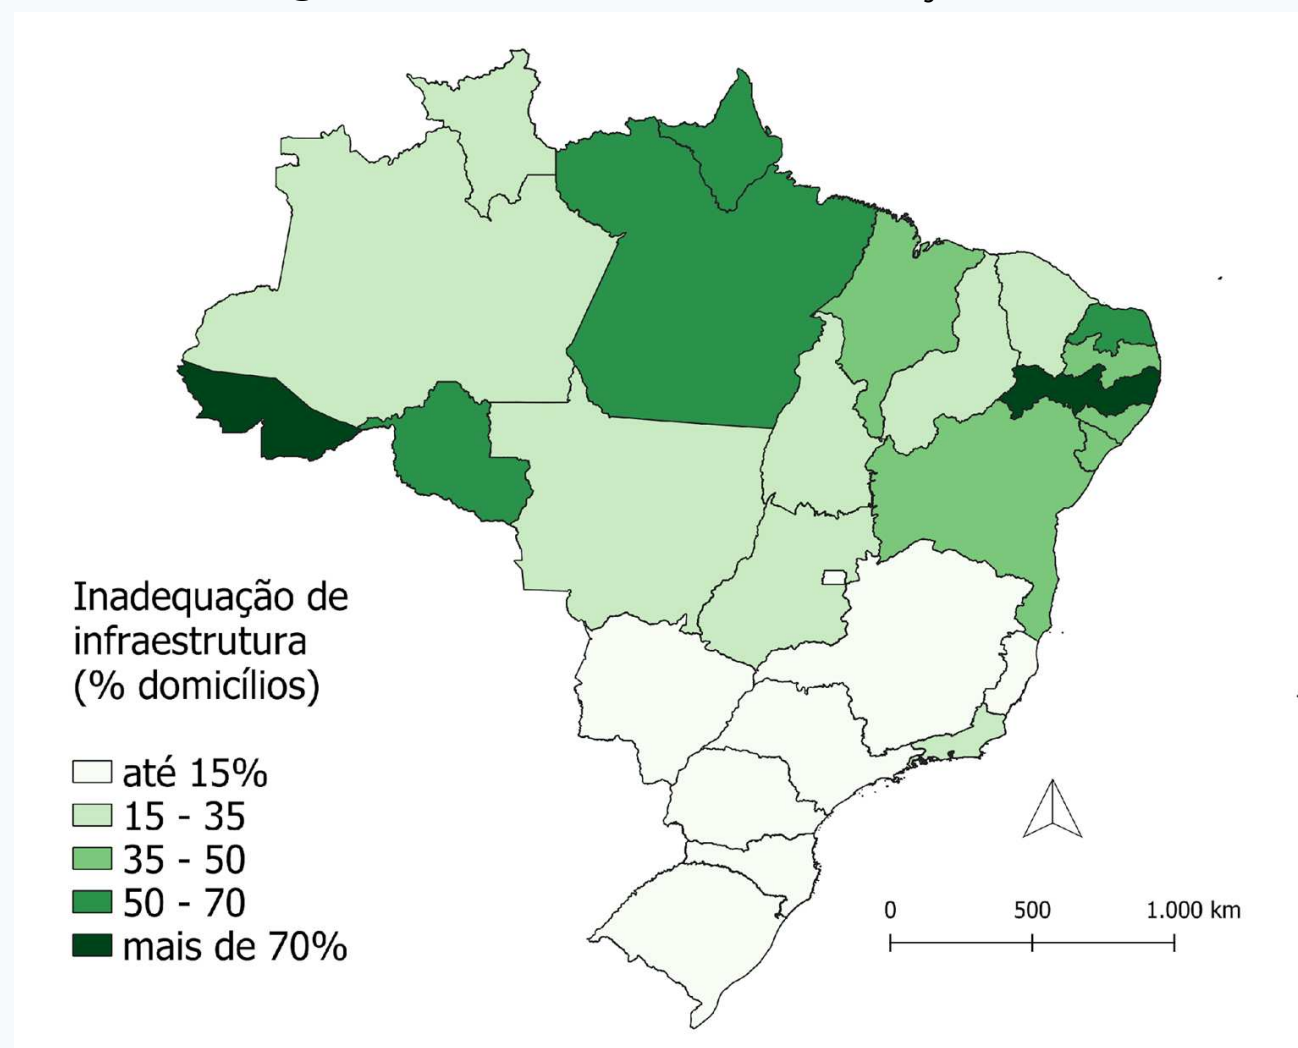 Inadequação de
infraestrutura
(% domicílios)
até 15%
15 - 35
35 - 50
50 - 70
mais de 70%
0 500 1.000 km